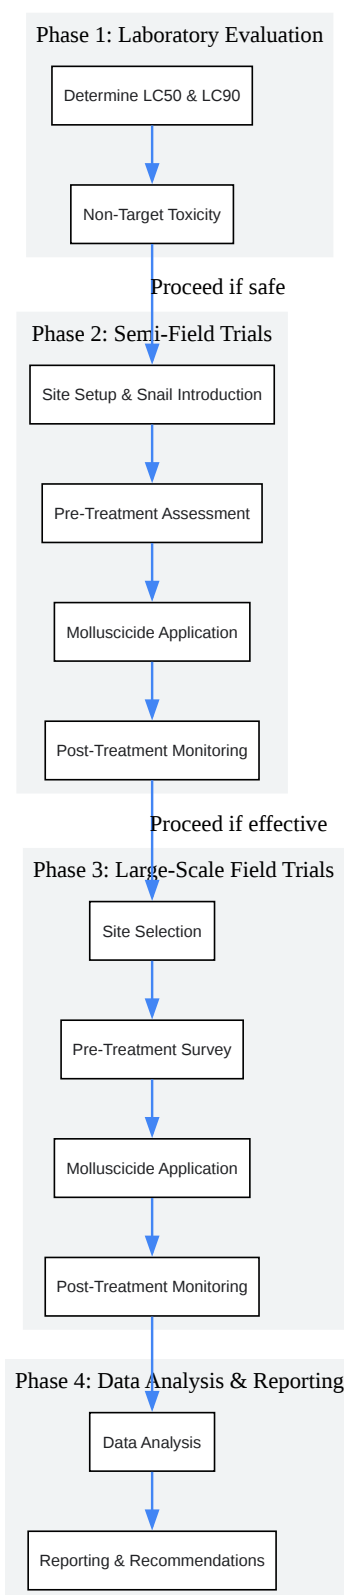 Phase 1: Laboratory Evaluation
Determine LC50 & LC90
Non-Target Toxicity
Proceed if safe
Phase 2: Semi-Field Trials
Site Setup & Snail Introduction
Pre-Treatment Assessment
Molluscicide Application
Post-Treatment Monitoring
Proceed if effective
Phase 3: Large-Scale Field Trials
Site Selection
Pre-Treatment Survey
Molluscicide Application
Post-Treatment Monitoring
Phase 4: Data Analysis & Reporting
Data Analysis
Reporting & Recommendations